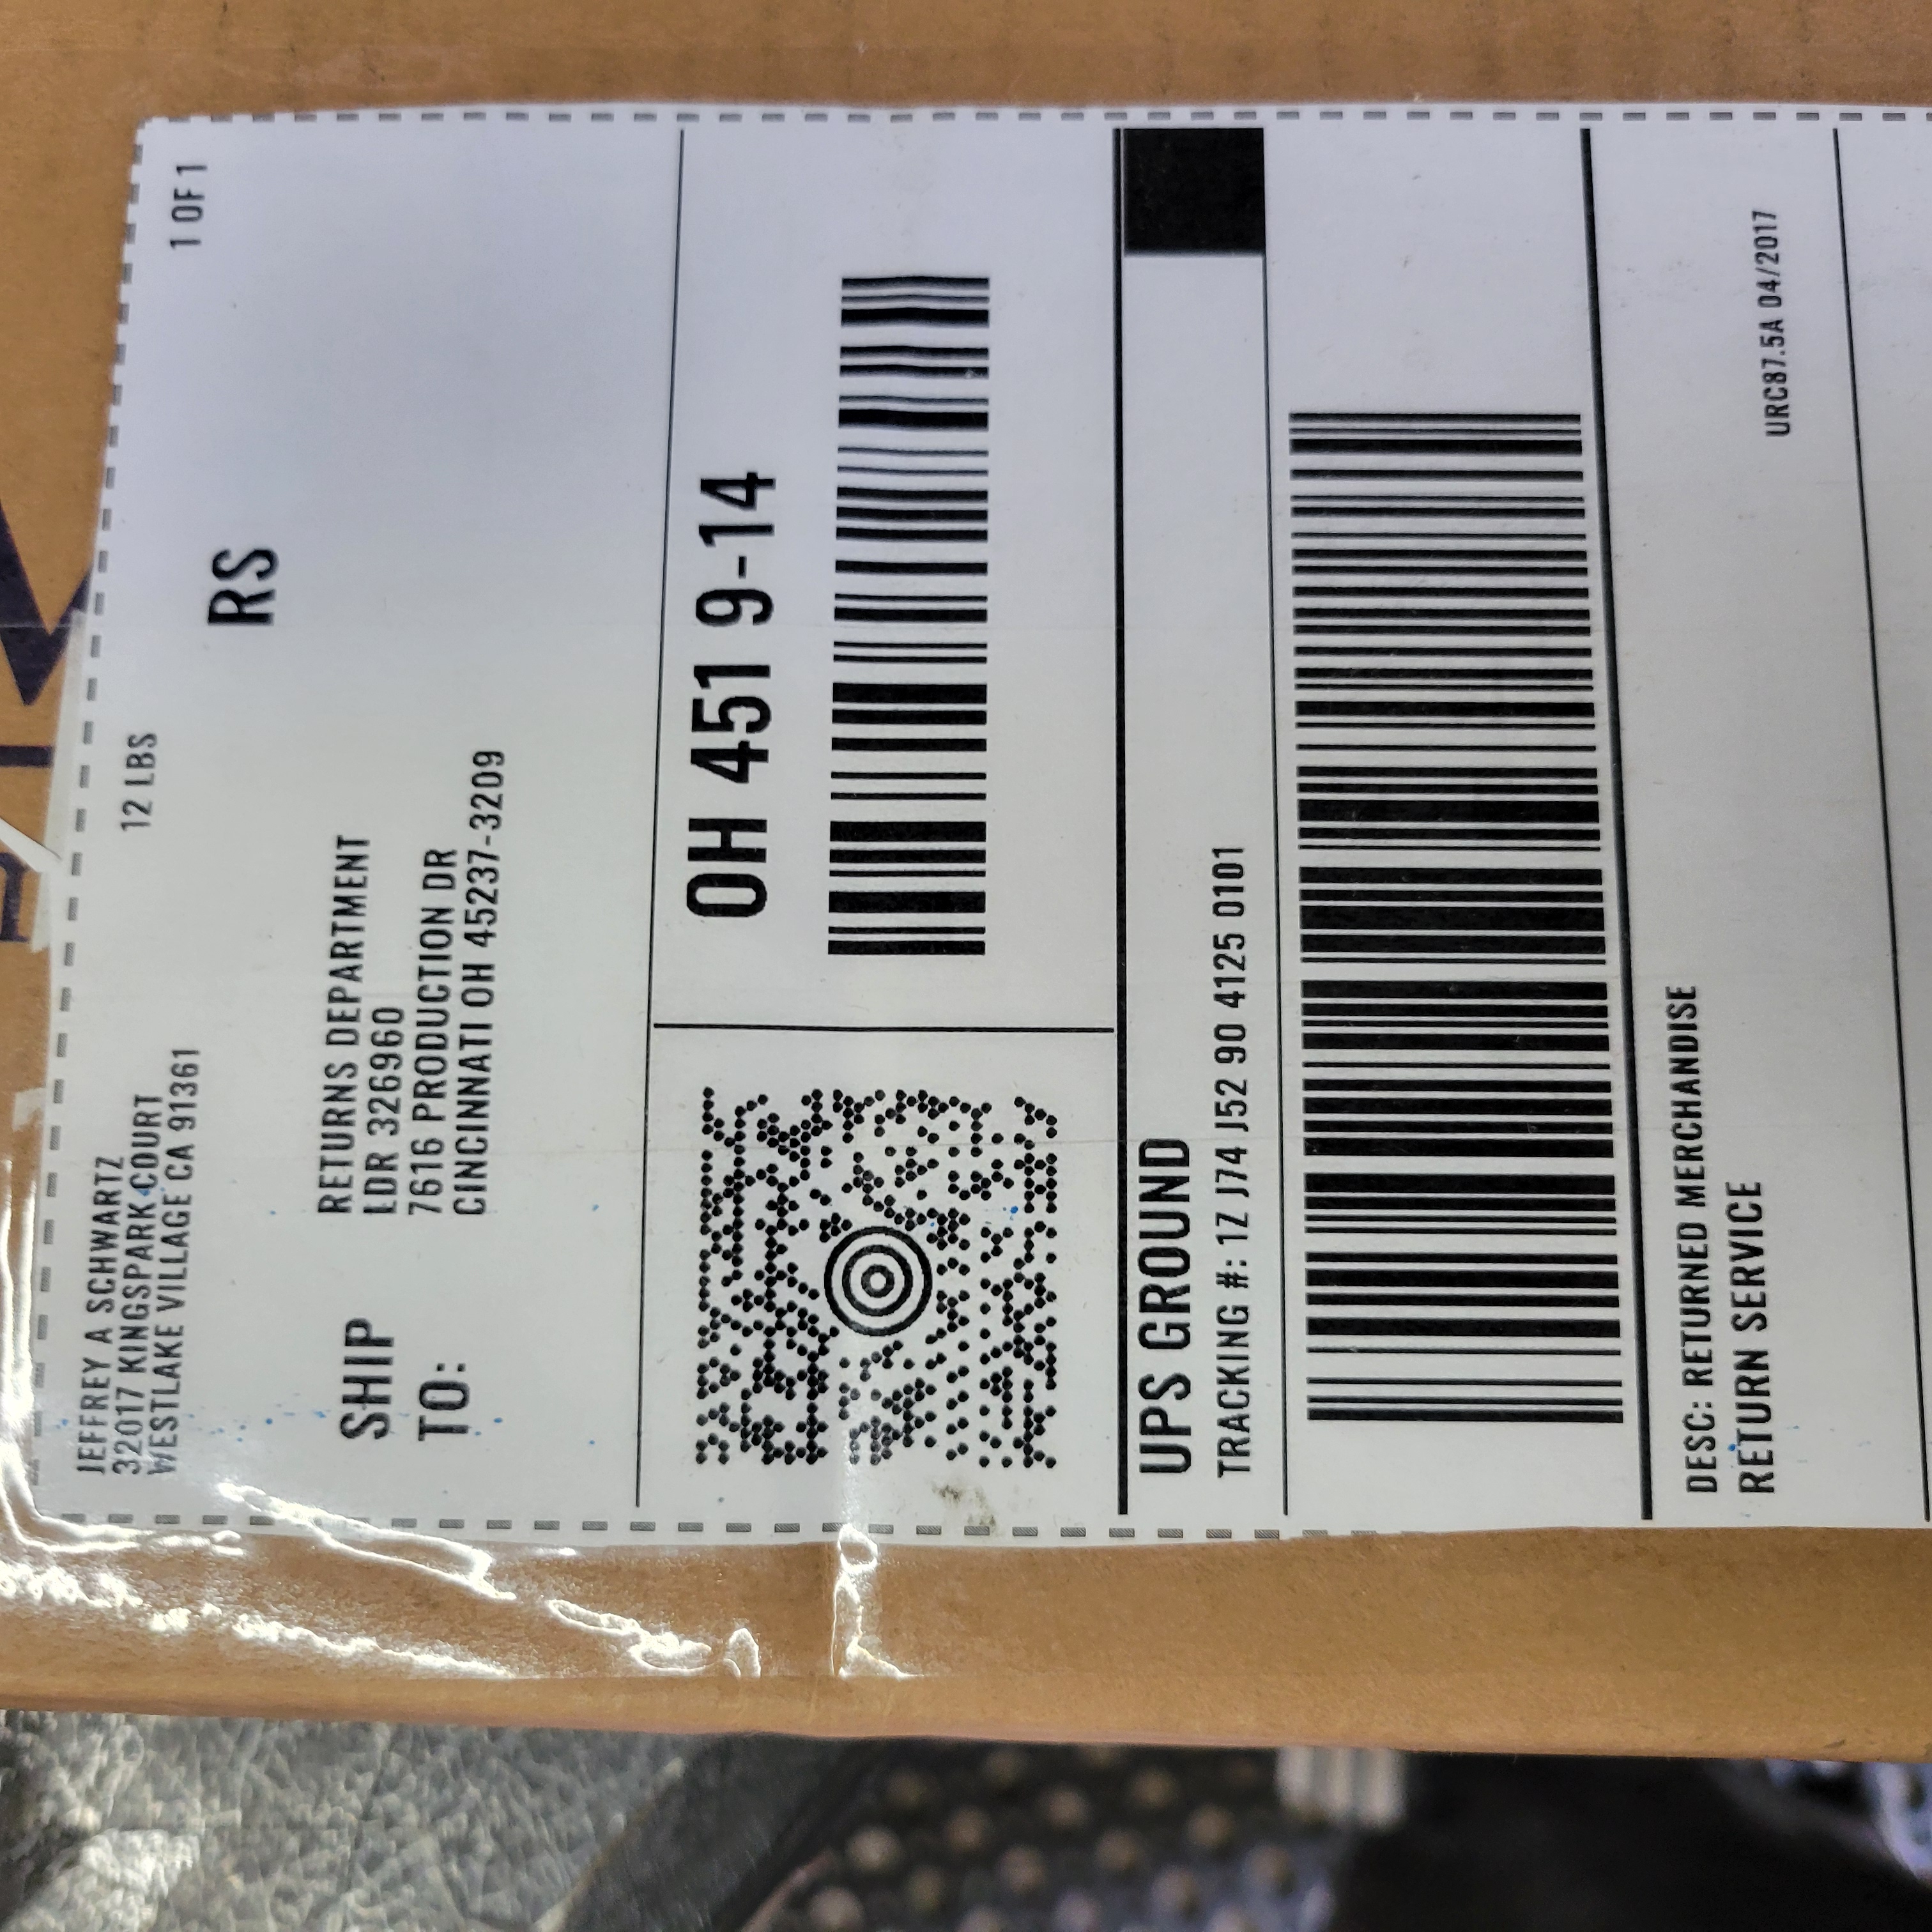 JEFFREY A SCHWARTZ
32017 KINGSPARK COURT
WESTLAKE VILLAGE CA 91361
12 LBS
1 OF 1
RS
SHIP
TO:
RETURNS DEPARTMENT
LDR 326960
7616 PRODUCTION DR
CINCINNATI OH 45237-3209
OH 451 9-14
UPS GROUND
TRACKING #: 1Z J74 J52 90 4125 0101
DESC: RETURNED MERCHANDISE
RETURN SERVICE
URC87.5A 04/2017